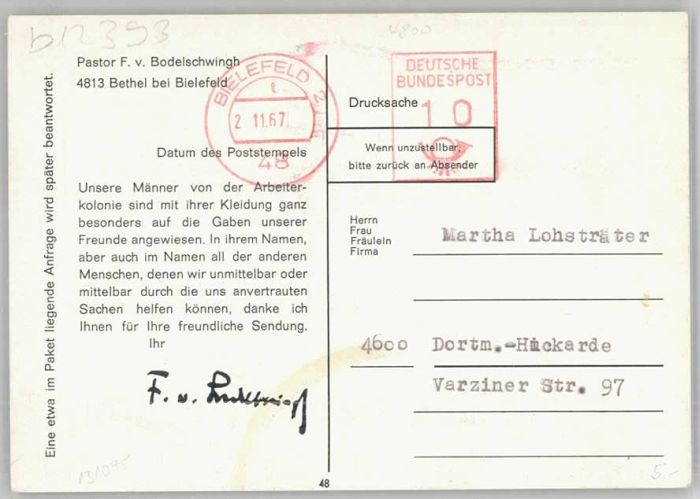 b12393
4800
Pastor F. v. Bodelschwingh
4813 Bethel bei Bielefeld
BIELEFELD 2
2 11.67
48
DEUTSCHE
BUNDESPOST
10
Drucksache
Wenn unzustellbar,
bitte zurück an Absender
Datum des Poststempels
Unsere Männer von der Arbeiter-
kolonie sind mit ihrer Kleidung ganz
besonders auf die Gaben unserer
Freunde angewiesen. In ihrem Namen,
aber auch im Namen all der anderen
Menschen, denen wir unmittelbar oder
mittelbar durch die uns anvertrauten
Sachen helfen können, danke ich
Ihnen für Ihre freundliche Sendung.
Ihr
F. v. Bodelschwingh
Eine etwa im Paket liegende Anfrage wird später beantwortet.
Herrn
Frau
Fräulein
Firma
Martha Lohsträter
4600 Dortm.-Huckarde
Varziner Str. 97
131095
48
5.-